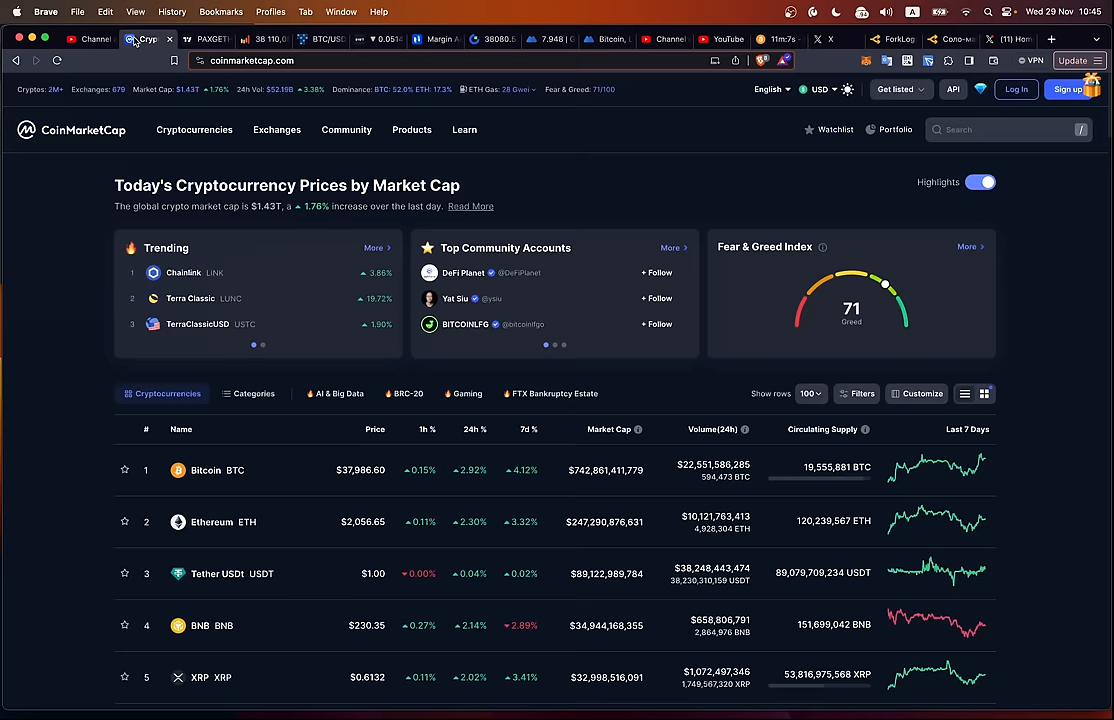 Brave File Edit View History Bookmarks Profiles Tab Window Help A Wed 29 Nov 10:45
Channel Cryp PAXGETH 38 110,0 BTC/USD 0.0514 Margin 38080.5 7.948 | Bitcoin, Channel YouTube 11m:7s - X ForkLog Соло-м (1) Hom
coinmarketcap.com VPN Update
Cryptos: 2M+ Exchanges: 679 Market Cap: $1.43T 1.76% 24h Vol: $52.19B 3.38% Dominance: BTC: 52.0% ETH: 17.3% ETH Gas: 28 Gwei Fear & Greed: 71/100 English USD Get listed API Log In Sign up
CoinMarketCap Cryptocurrencies Exchanges Community Products Learn Watchlist Portfolio Search /
Today's Cryptocurrency Prices by Market Cap Highlights
The global crypto market cap is $1.43T, a 1.76% increase over the last day. Read More
Trending More >
1 Chainlink LINK 3.86%
2 Terra Classic LUNC 19.72%
3 TerraClassicUSD USTC 1.90%
Top Community Accounts More >
DeFi Planet @DeFiPlanet + Follow
Yat Siu @ysiu + Follow
BITCOINLFG @bitcoinlfgo + Follow
Fear & Greed Index More >
71
Greed
Cryptocurrencies Categories AI & Big Data BRC-20 Gaming FTX Bankruptcy Estate Show rows 100 Filters Customize
# Name Price 1h % 24h % 7d % Market Cap Volume(24h) Circulating Supply Last 7 Days
1 Bitcoin BTC $37,986.60 0.15% 2.92% 4.12% $742,861,411,779 $22,551,586,285 19,555,881 BTC
594,473 BTC
2 Ethereum ETH $2,056.65 0.11% 2.30% 3.32% $247,290,876,631 $10,121,763,413 120,239,567 ETH
4,928,304 ETH
3 Tether USDt USDT $1.00 0.00% 0.04% 0.02% $89,122,989,784 $38,248,443,474 89,079,709,234 USDT
38,230,310,159 USDT
4 BNB BNB $230.35 0.27% 2.14% 2.89% $34,944,168,355 $658,806,791 151,699,042 BNB
2,864,976 BNB
5 XRP XRP $0.6132 0.11% 2.02% 3.41% $32,998,516,091 $1,072,497,346 53,816,975,568 XRP
1,749,567,320 XRP